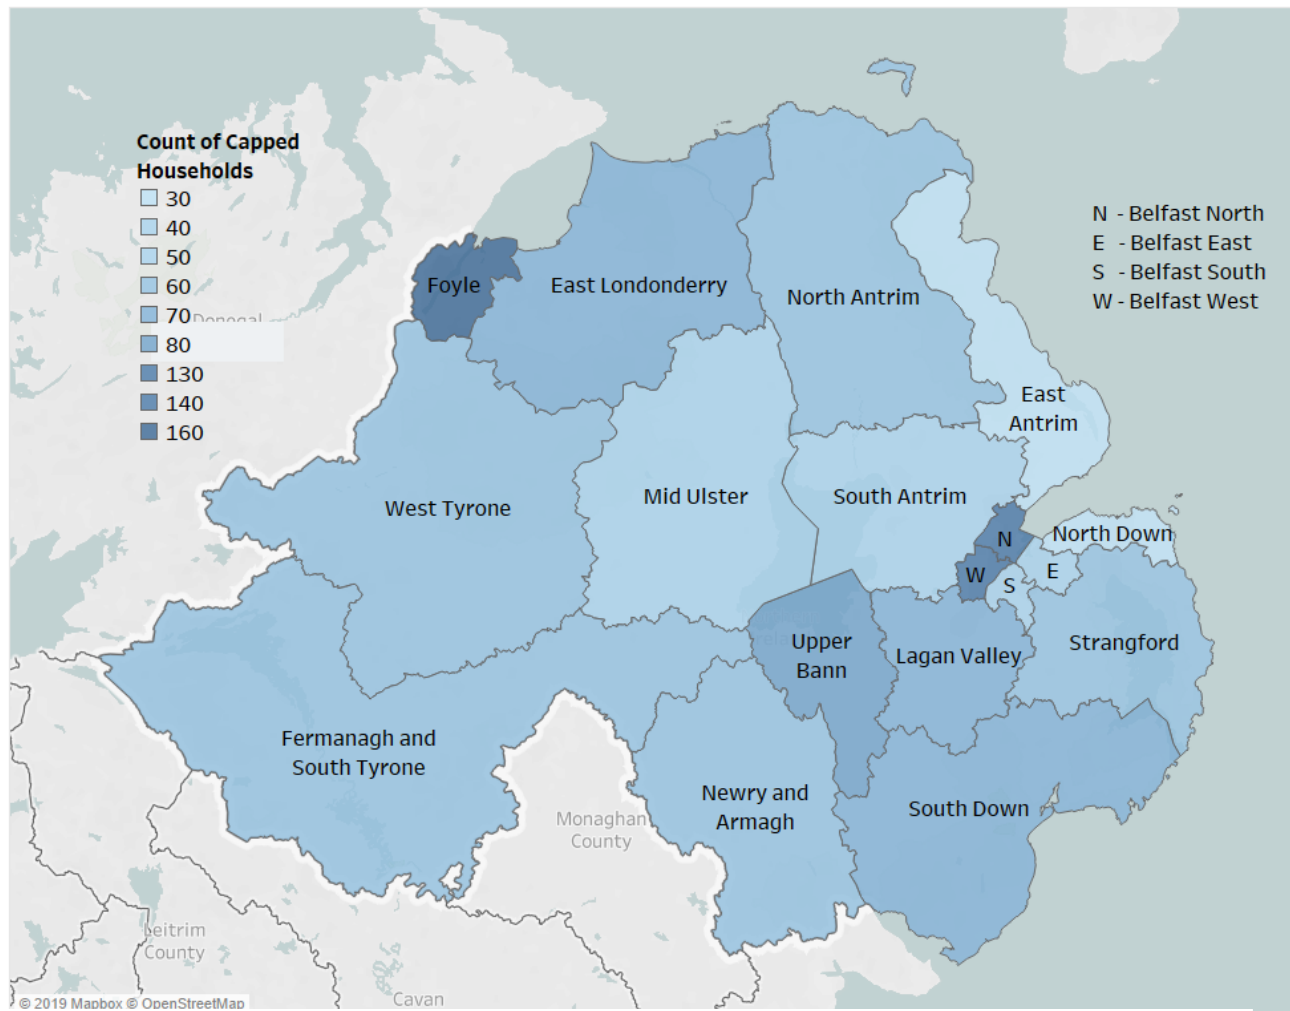 Count of Capped
Households
30
40
50
60
70
80
130
140
160
N - Belfast North
E - Belfast East
S - Belfast South
W - Belfast West
Donegal
Foyle
East Londonderry
North Antrim
East
Antrim
West Tyrone
Mid Ulster
South Antrim
N
North Down
W
E
S
Upper
Bann
Lagan Valley
Strangford
Fermanagh and
South Tyrone
Newry and
Armagh
South Down
Monaghan
County
Leitrim
County
Cavan
© 2019 Mapbox © OpenStreetMap